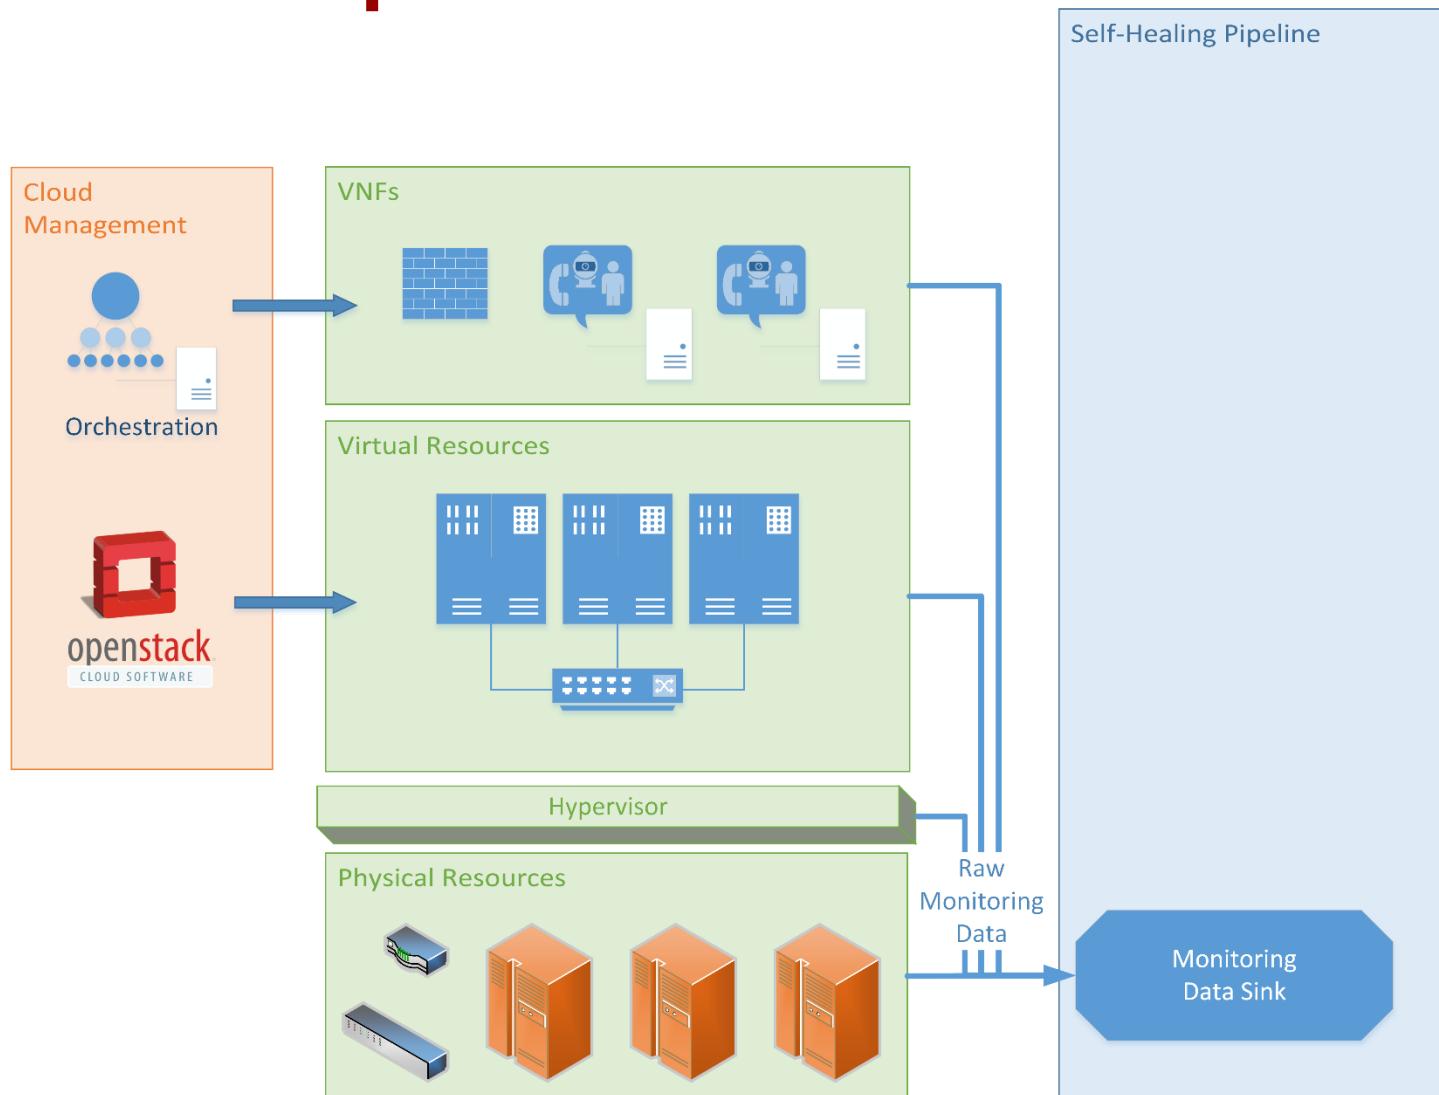 Self-Healing Pipeline
Cloud
Management
Orchestration
openstack
CLOUD SOFTWARE
VNFs
Virtual Resources
Hypervisor
Physical Resources
Raw
Monitoring
Data
Monitoring
Data Sink